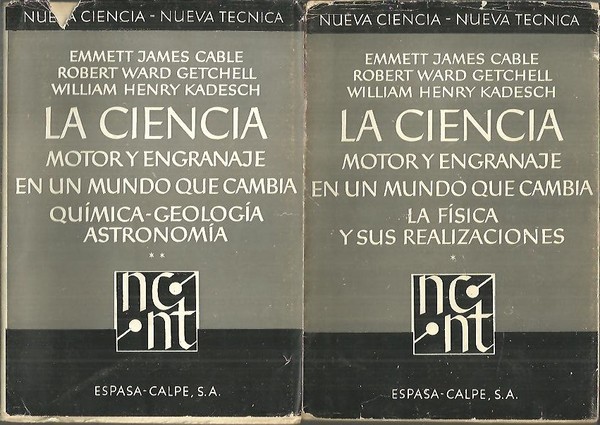 NUEVA CIENCIA - NUEVA TECNICA
EMMETT JAMES CABLE
ROBERT WARD GETCHELL
WILLIAM HENRY KADESCH
LA CIENCIA
MOTOR Y ENGRANAJE
EN UN MUNDO QUE CAMBIA
QUÍMICA-GEOLOGÍA
ASTRONOMÍA
* *
nc
nt
ESPASA-CALPE, S.A.
NUEVA CIENCIA - NUEVA TECNICA
EMMETT JAMES CABLE
ROBERT WARD GETCHELL
WILLIAM HENRY KADESCH
LA CIENCIA
MOTOR Y ENGRANAJE
EN UN MUNDO QUE CAMBIA
LA FÍSICA
Y SUS REALIZACIONES
*
nc
nt
ESPASA-CALPE, S.A.